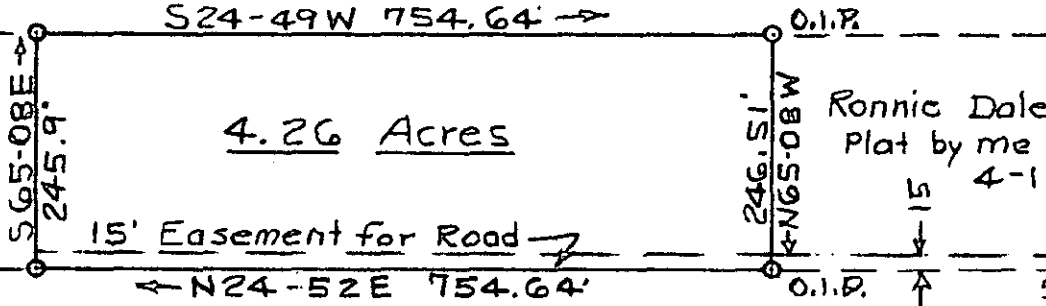 S24-49W 754.64'
O.I.P.
S65-08E
245.9'
4.26 Acres
246.51'
N65-08W
Ronnie Dale
Plat by me
4-1
15
15' Easement for Road
N24-52E 754.64'
O.I.P.